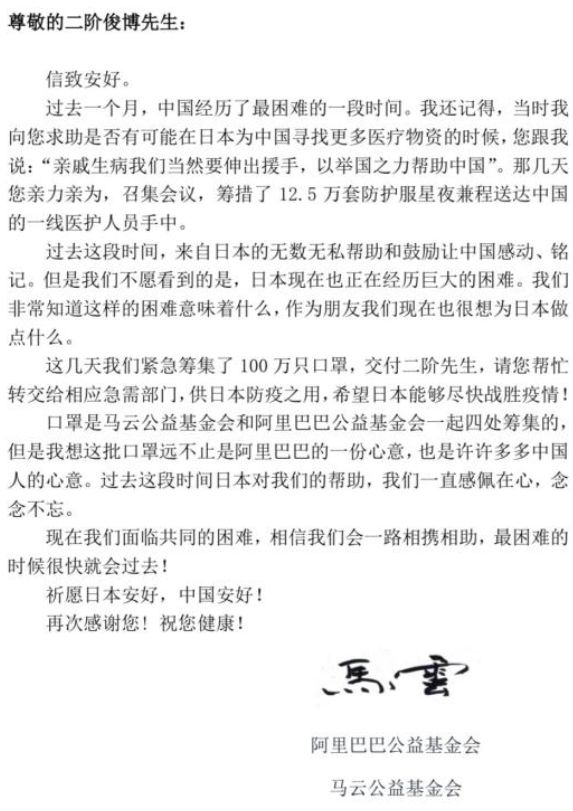 尊敬的二阶俊博先生：
信致安好。
过去一个月，中国经历了最困难的一段时间。我还记得，当时我
向您求助是否有可能在日本为中国寻找更多医疗物资的时候，您跟我
说：“亲戚生病我们当然要伸出援手，以举国之力帮助中国”。那几天
您亲力亲为，召集会议，筹措了 12.5 万套防护服星夜兼程送达中国
的一线医护人员手中。
过去这段时间，来自日本的无数无私帮助和鼓励让中国感动、铭
记。但是我们不愿看到的是，日本现在也正在经历巨大的困难。我们
非常知道这样的困难意味着什么，作为朋友我们现在也很想为日本做
点什么。
这几天我们紧急筹集了 100 万只口罩，交付二阶先生，请您帮忙
转交给相应急需部门，供日本防疫之用，希望日本能够尽快战胜疫情！
口罩是马云公益基金会和阿里巴巴公益基金会一起四处筹集的，
但是我想这批口罩远不止是阿里巴巴的一份心意，也是许许多多中国
人的心意。过去这段时间日本对我们的帮助，我们一直感佩在心，念
念不忘。
现在我们面临共同的困难，相信我们会一路相携相助，最困难的
时候很快就会过去！
祈愿日本安好，中国安好！
再次感谢您！祝您健康！
馬雲
阿里巴巴公益基金会
马云公益基金会